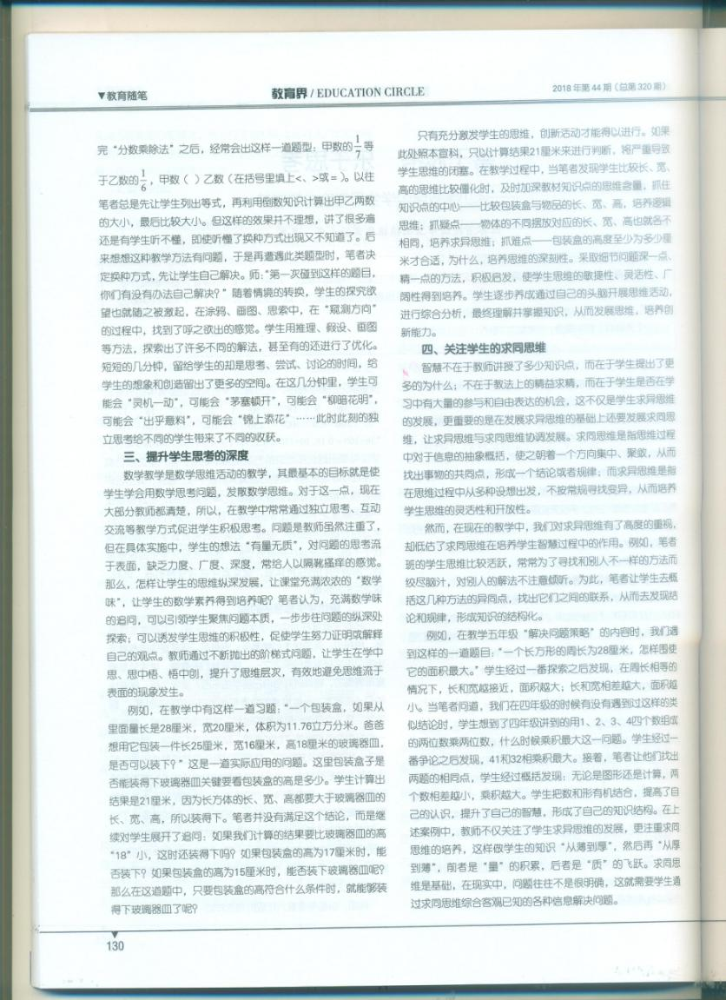 ▼教育随笔
教育界 / EDUCATION CIRCLE
2018 年第 44 期（总第 320 期）
完“分数乘除法”之后，经常会出这样一道题型：甲数的1/7等
于乙数的1/6，甲数（ ）乙数（在括号里填上<、>或 = ）。以往
笔者总是先让学生列出等式，再利用倒数知识计算出甲乙两数
的大小，最后比较大小。但这样的效果并不理想，讲了很多遍
还是有学生听不懂，即使听懂了换种方式出现又不知道了。后
来想想这种教学方法有问题，于是再遭遇此类题型时，笔者决
定换种方式，先让学生自己解决。师：“第一次碰到这样的题目，
你们有没有办法自己解决？”随着情境的转换，学生的探究欲
望也就随之被激起，在涂鸦、画图、思索中，在“窥测方向”
的过程中，找到了呼之欲出的感觉。学生用推理、假设、画图
等方法，探索出了许多不同的解法，甚至有的还进行了优化。
短短的几分钟，留给学生的却是思考、尝试、讨论的时间，给
学生的想象和创造留出了更多的空间。在这几分钟里，学生可
能会“灵机一动”，可能会“茅塞顿开”，可能会“柳暗花明”，
可能会“出乎意料”，可能会“锦上添花”……此时此刻的独
立思考给不同的学生带来了不同的收获。
三、提升学生思考的深度
数学教学是数学思维活动的教学，其最基本的目标就是使
学生学会用数学思考问题，发散数学思维。对于这一点，现在
大部分教师都清楚，所以，在教学中常常通过独立思考、互动
交流等教学方式促进学生积极思考。问题是教师虽然注重了，
但在具体实施中，学生的想法“有量无质”，对问题的思考流
于表面，缺乏力度、广度、深度，常给人以隔靴搔痒的感觉。
那么，怎样让学生的思维纵深发展，让课堂充满浓浓的“数学
味”，让学生的数学素养得到培养呢？笔者认为，充满数学味
的追问，可以引领学生聚焦问题本质，一步步往问题的纵深处
探索；可以诱发学生思维的积极性，促使学生努力证明或解释
自己的观点。教师通过不断抛出的阶梯式问题，让学生在学中
思、思中悟、悟中创，提升了思维层次，有效地避免思维流于
表面的现象发生。
例如，在教学中有这样一道习题：“一个包装盒，如果从
里面量长是28厘米，宽20厘米，体积为11.76立方分米。爸爸
想用它包装一件长25厘米，宽16厘米，高18厘米的玻璃器皿，
是否可以装下？”这是一道实际应用的问题。这里包装盒子是
否能装得下玻璃器皿关键要看包装盒的高是多少。学生计算出
结果是21厘米，因为长方体的长、宽、高都要大于玻璃器皿的
长、宽、高，所以装得下。笔者并没有满足这个结论，而是继
续对学生展开了追问：如果我们计算的结果要比玻璃器皿的高
“18”小，这时还装得下吗？如果包装盒的高为17厘米时，能
否装下？如果包装盒的高为15厘米时，能否装下玻璃器皿呢？
那么在这道题中，只要包装盒的高符合什么条件时，就能够装
得下玻璃器皿了呢？
只有充分激发学生的思维，创新活动才能得以进行。如果
此处照本宣科，只以计算结果21厘米来进行判断，将严重导致
学生思维的闭塞。在教学过程中，当笔者发现学生比较长、宽、
高的思维比较僵化时，及时加深教材知识点的思维含量，抓住
知识点的中心——比较包装盒与物品的长、宽、高，培养逻辑
思维；抓疑点——物体的不同摆放对应的长、宽、高也就各不
相同，培养求异思维；抓难点——包装盒的高度至少为多少厘
米才合适，为什么，培养思维的深刻性。采取细节问题深一点、
精一点的方法，积极启发，使学生思维的敏捷性、灵活性、广
阔性得到培养。学生逐步养成通过自己的头脑开展思维活动，
进行综合分析，最终理解并掌握知识，从而发展思维，培养创
新能力。
四、关注学生的求同思维
智慧不在于教师讲授了多少知识点，而在于学生提出了更
多的为什么；不在于教法上的精益求精，而在于学生是否在学
习中有大量的参与和自由表达的机会，这不仅是学生求异思维
的发展，更重要的是在发展求异思维的基础上还要发展求同思
维，让求异思维与求同思维协调发展。求同思维是指思维过程
中对于信息的抽象概括，使之朝着一个方向集中、聚敛，从而
找出事物的共同点，形成一个结论或者规律；而求异思维是指
在思维过程中从多种设想出发，不按常规寻找变异，从而培养
学生思维的灵活性和开放性。
然而，在现在的教学中，我们对求异思维有了高度的重视，
却低估了求同思维在培养学生智慧过程中的作用。例如，笔者
班的学生思维比较活跃，常常为了寻找和别人不一样的方法而
绞尽脑汁，对别人的解法不注意倾听。为此，笔者让学生去概
括这几种方法的异同点，找出它们之间的联系，从而去发现结
论和规律，形成知识的结构化。
例如，在教学五年级“解决问题策略”的内容时，我们遇
到这样的一道题目：“一个长方形的周长为28厘米，怎样围使
它的面积最大。”学生经过一番探索之后发现，在周长相等的
情况下，长和宽越接近，面积越大；长和宽相差越大，面积越
小。当笔者问道，我们在四年级的时候有没有遇到过这样的类
似结论时，学生想到了四年级讲到的用1、2、3、4四个数组成
的两位数乘两位数，什么时候乘积最大这一问题。学生经过一
番争论之后发现，41和32相乘积最大。接着，笔者让他们找出
两题的相同点，学生经过概括发现：无论是图形还是计算，两
个数相差越小，乘积越大。学生把数和形有机结合，提高了自
己的认识，提升了自己的智慧，形成了自己的知识结构。在上
述案例中，教师不仅关注了学生求异思维的发展，更注重求同
思维的培养，这样做学生的知识“从薄到厚”，然后再“从厚
到薄”，前者是“量”的积累，后者是“质”的飞跃。求同思
维是基础，在现实中，问题往往不是很明确，这就需要学生通
过求同思维综合客观已知的各种信息解决问题。
130